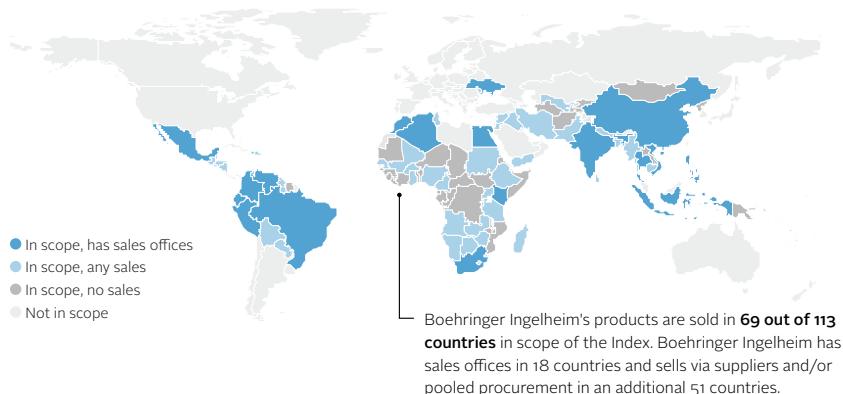 In scope, has sales offices
In scope, any sales
In scope, no sales
Not in scope
Boehringer Ingelheim's products are sold in 69 out of 113
countries in scope of the Index. Boehringer Ingelheim has
sales offices in 18 countries and sells via suppliers and/or
pooled procurement in an additional 51 countries.